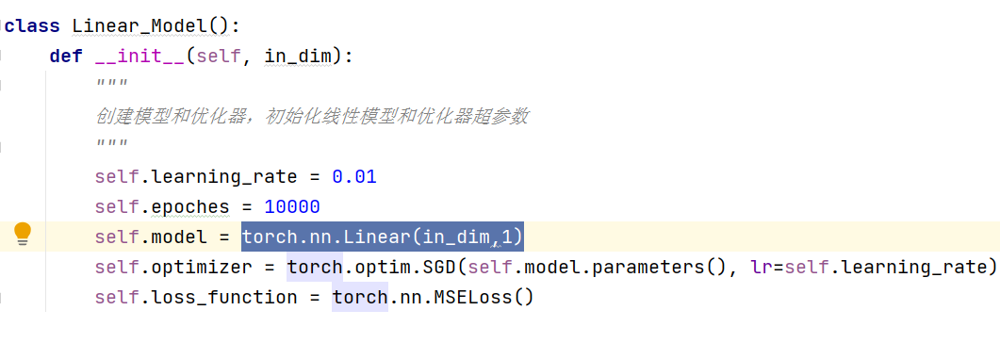 class Linear_Model():
    def __init__(self, in_dim):
        """
        创建模型和优化器，初始化线性模型和优化器超参数
        """
        self.learning_rate = 0.01
        self.epoches = 10000
        self.model = torch.nn.Linear(in_dim,1)
        self.optimizer = torch.optim.SGD(self.model.parameters(), lr=self.learning_rate)
        self.loss_function = torch.nn.MSELoss()